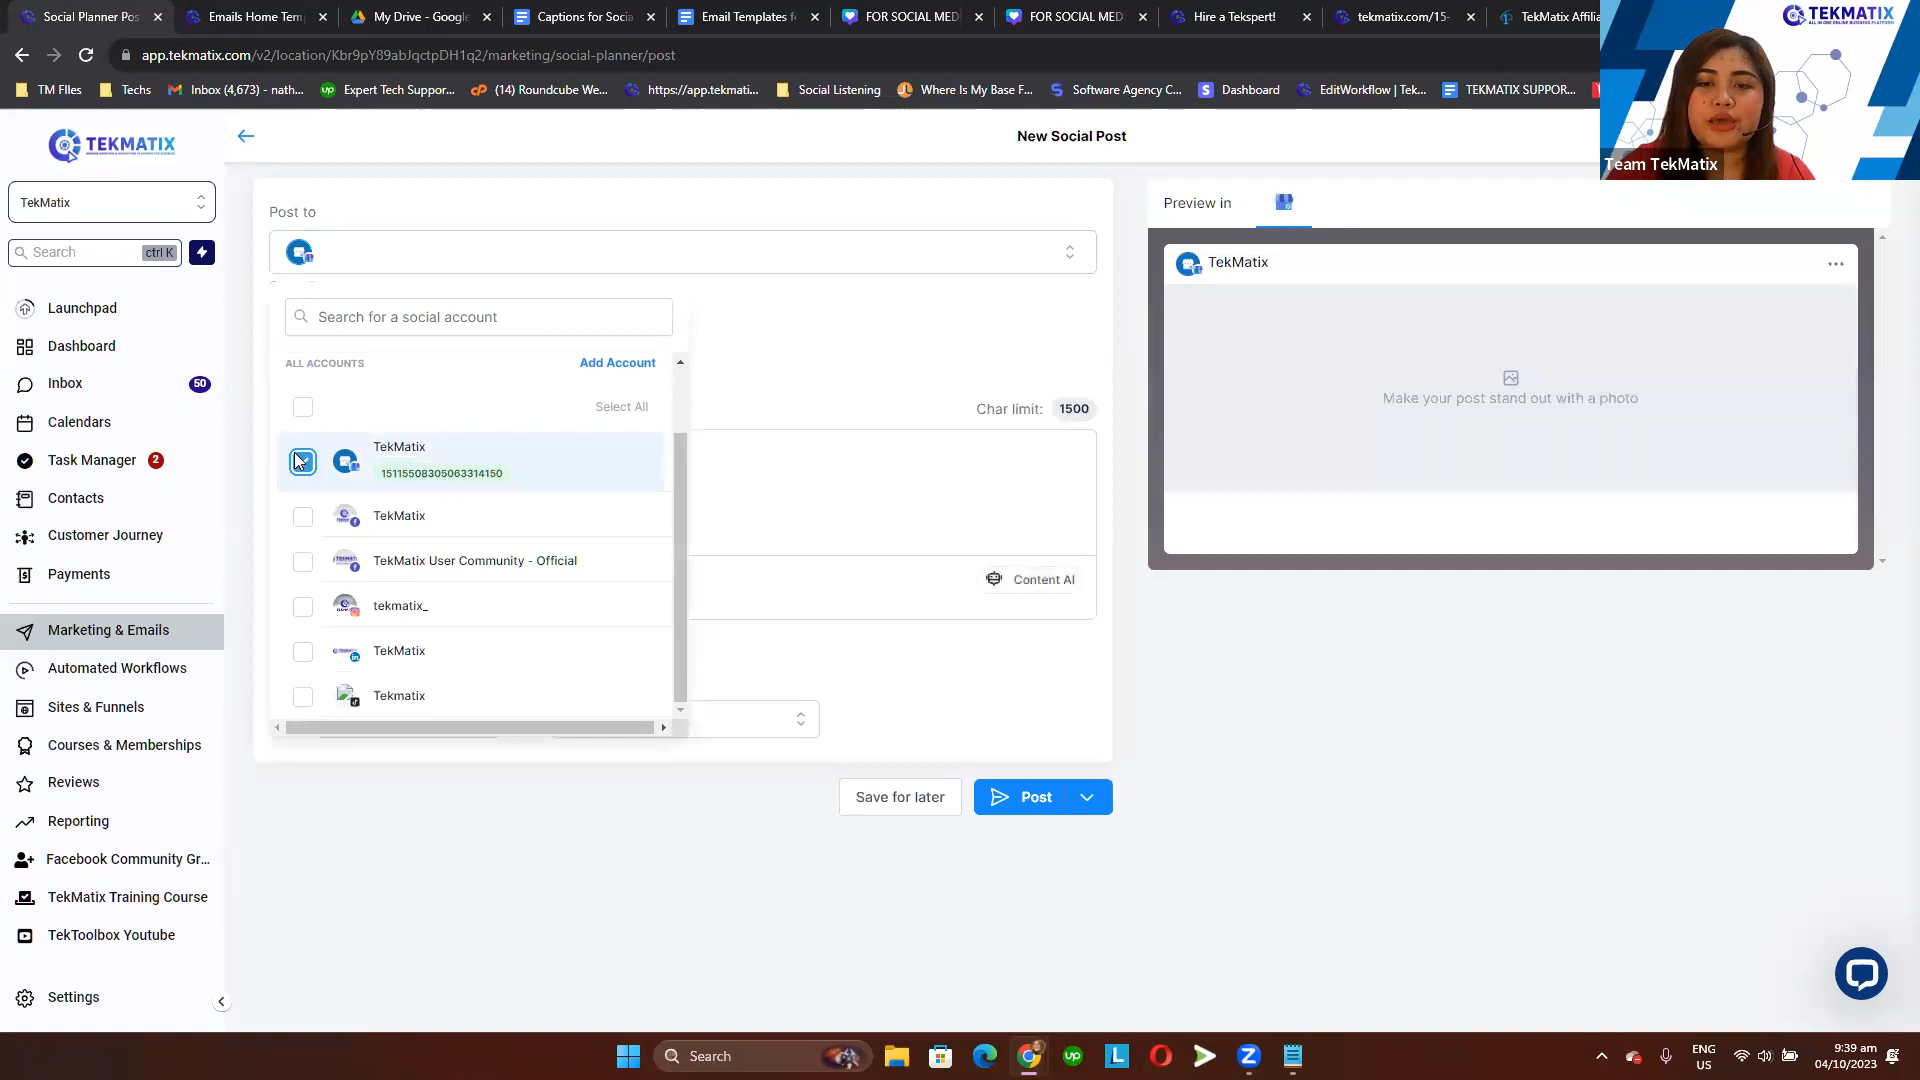 Social Planner Pos
Emails Home Tem
My Drive - Google
Captions for Socia
Email Templates f
FOR SOCIAL MED
FOR SOCIAL MED
Hire a Tekspert!
tekmatix.com/15-
TekMatix Affilia
app.tekmatix.com/v2/location/Kbr9pY89abJqctpDH1q2/marketing/social-planner/post
TM FIles
Techs
Inbox (4,673) - nath...
Expert Tech Suppor...
(14) Roundcube We...
https://app.tekmati...
Social Listening
Where Is My Base F...
Software Agency C...
Dashboard
EditWorkflow | Tek...
TEKMATIX SUPPOR...
TEKMATIX
ALL IN ONE ONLINE BUSINESS PLATFORM
Team TekMatix
TEKMATIX
New Social Post
TekMatix
Search
ctrl K
Launchpad
Dashboard
Inbox
50
Calendars
Task Manager
2
Contacts
Customer Journey
Payments
Marketing & Emails
Automated Workflows
Sites & Funnels
Courses & Memberships
Reviews
Reporting
Facebook Community Gr...
TekMatix Training Course
TekToolbox Youtube
Settings
Post to
Search for a social account
ALL ACCOUNTS
Add Account
Select All
TekMatix
15115508305063314150
TekMatix
TekMatix User Community - Official
tekmatix_
TekMatix
Tekmatix
Char limit:
1500
Content AI
Save for later
Post
Preview in
TekMatix
Make your post stand out with a photo
Search
ENG
US
9:39 am
04/10/2023